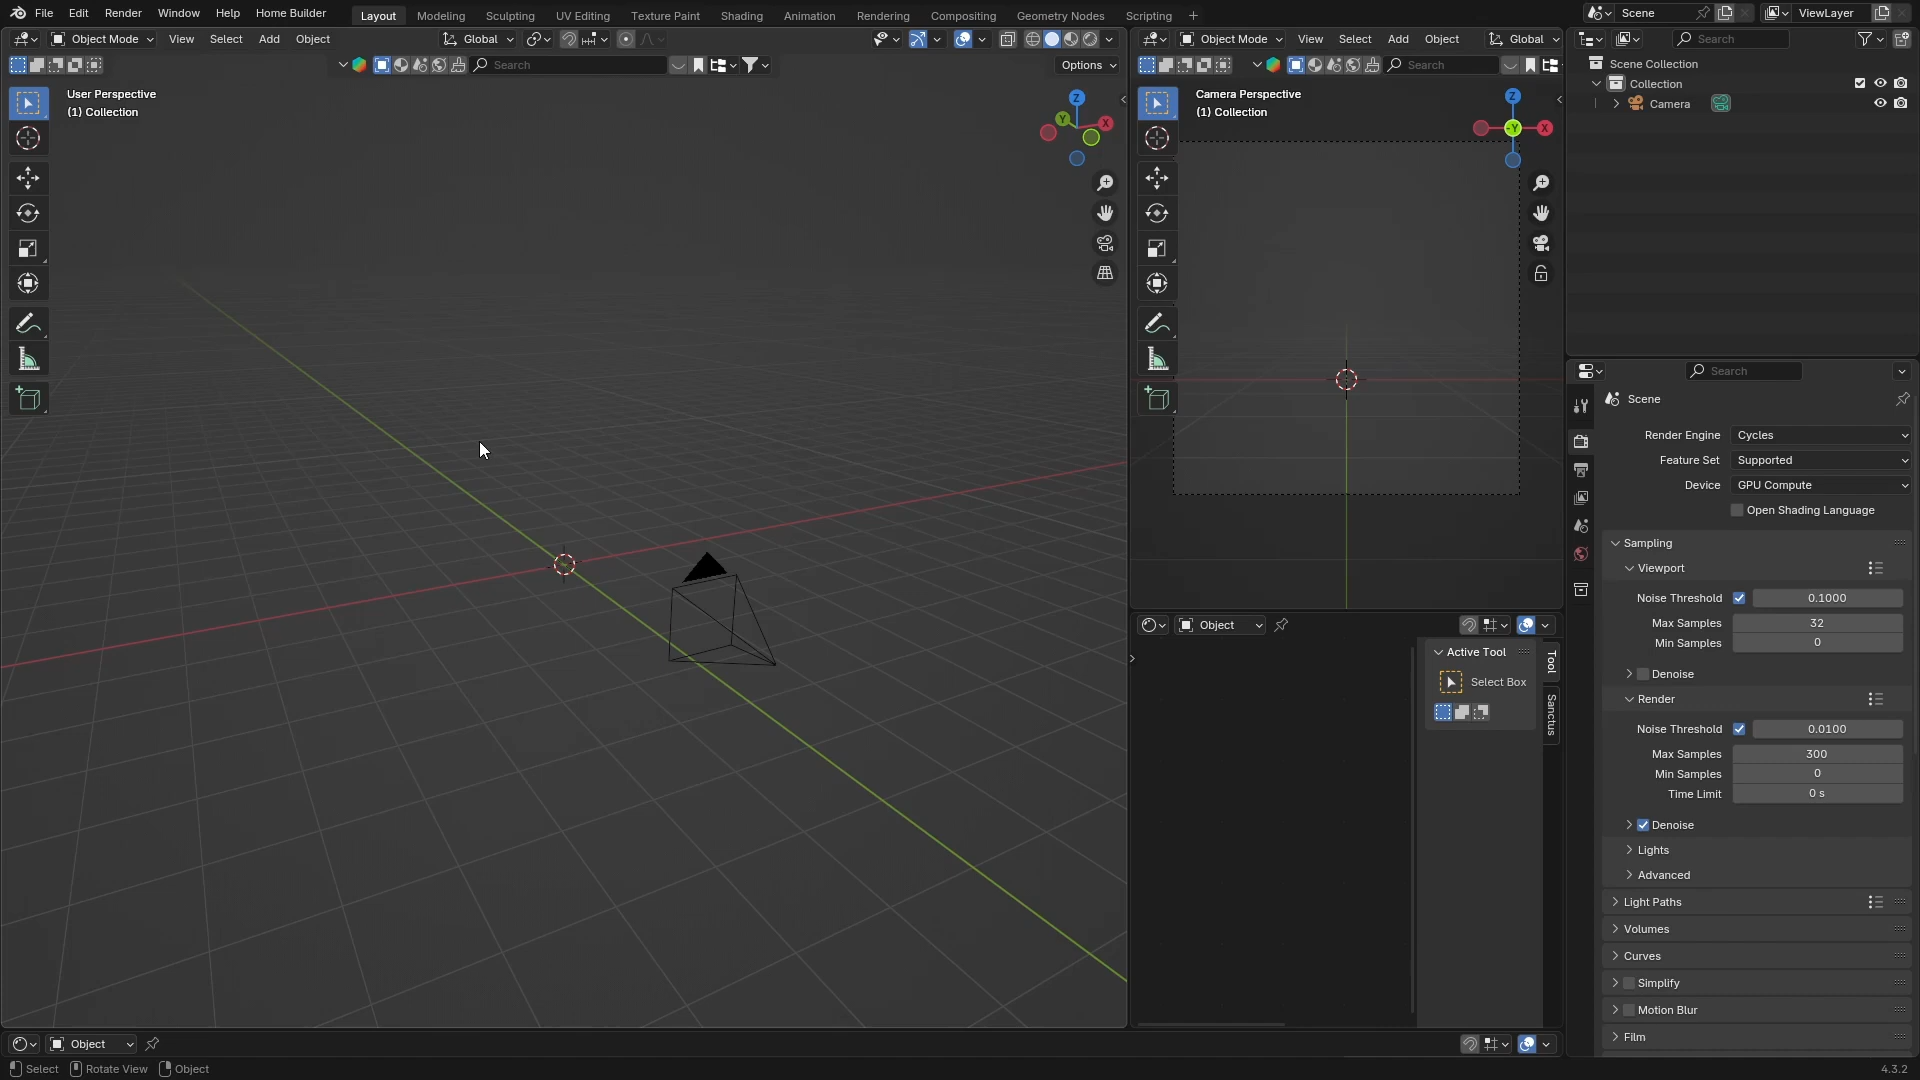 File Edit Render Window Help Home Builder Layout Modeling Sculpting UV Editing Texture Paint Shading Animation Rendering Compositing Geometry Nodes Scripting Scene ViewLayer
Object Mode View Select Add Object Global
Search
Options
User Perspective
(1) Collection
Z
Y
X
Object Mode View Select Add Object Global
Search
Camera Perspective
(1) Collection
Z
-Y
X
Object
Active Tool
Select Box
Tool
Sanctus
Search
Scene Collection
Collection
Camera
Search
Scene
Render Engine Cycles
Feature Set Supported
Device GPU Compute
Open Shading Language
Sampling
Viewport
Noise Threshold 0.1000
Max Samples 32
Min Samples 0
Denoise
Render
Noise Threshold 0.0100
Max Samples 300
Min Samples 0
Time Limit 0 s
Denoise
Lights
Advanced
Light Paths
Volumes
Curves
Simplify
Motion Blur
Film
Object
Select Rotate View Object 4.3.2